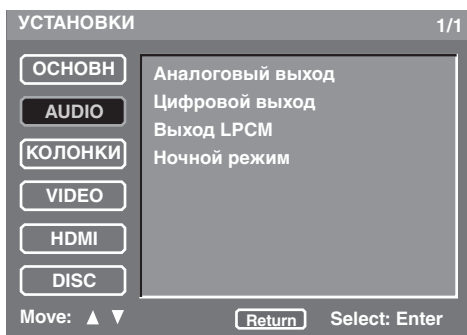 УСТАНОВКИ 1/1
ОСНОВН
AUDIO
КОЛОНКИ
VIDEO
HDMI
DISC
Аналоговый выход
Цифровой выход
Выход LPCM
Ночной режим
Move: ▲ ▼ Return Select: Enter